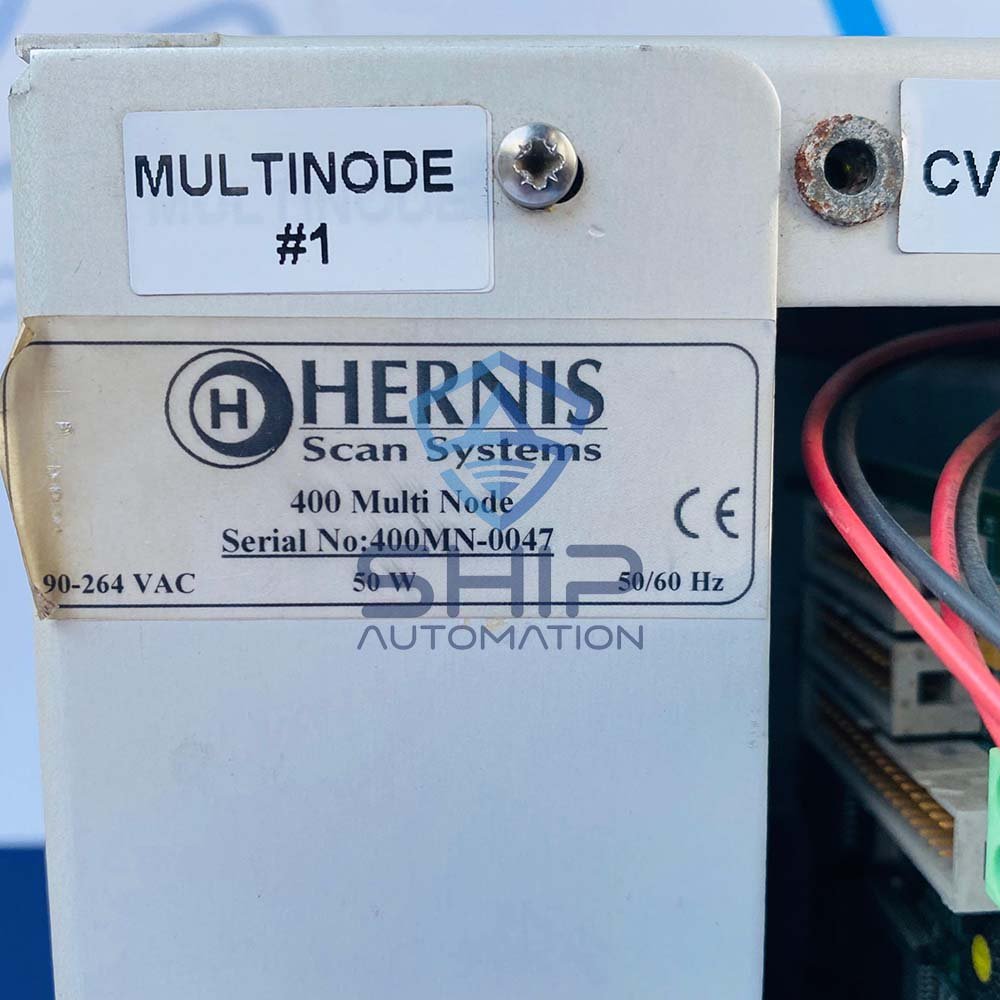 MULTINODE
#1
CV
H HERNIS
Scan Systems
400 Multi Node
Serial No:400MN-0047
90-264 VAC 50 W 50/60 Hz
CE
SHIP
AUTOMATION